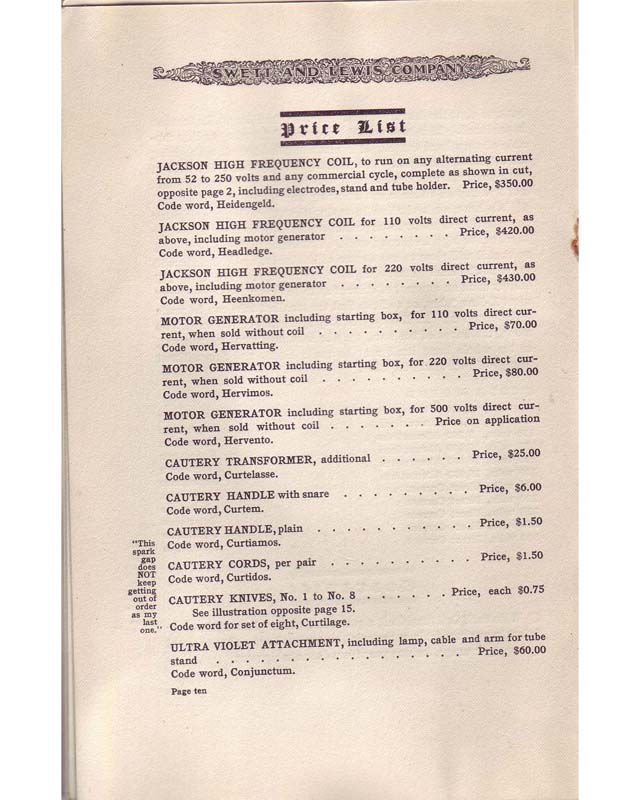 SWETT AND LEWIS COMPANY
Price List
JACKSON HIGH FREQUENCY COIL, to run on any alternating current
from 52 to 250 volts and any commercial cycle, complete as shown in cut,
opposite page 2, including electrodes, stand and tube holder. Price, $350.00
Code word, Heidengeld.
JACKSON HIGH FREQUENCY COIL for 110 volts direct current, as
above, including motor generator . . . . . . . . Price, $420.00
Code word, Headledge.
JACKSON HIGH FREQUENCY COIL for 220 volts direct current, as
above, including motor generator . . . . . . . . Price, $430.00
Code word, Heenkomen.
MOTOR GENERATOR including starting box, for 110 volts direct cur-
rent, when sold without coil . . . . . . . . . . Price, $70.00
Code word, Hervatting.
MOTOR GENERATOR including starting box, for 220 volts direct cur-
rent, when sold without coil . . . . . . . . . . Price, $80.00
Code word, Hervimos.
MOTOR GENERATOR including starting box, for 500 volts direct cur-
rent, when sold without coil . . . . . . . Price on application
Code word, Hervento.
CAUTERY TRANSFORMER, additional . . . . . . Price, $25.00
Code word, Curtelasse.
CAUTERY HANDLE with snare . . . . . . . . . Price, $6.00
Code word, Curtem.
CAUTERY HANDLE, plain . . . . . . . . . . . Price, $1.50
Code word, Curtiamos.
CAUTERY CORDS, per pair . . . . . . . . . . Price, $1.50
Code word, Curtidos.
CAUTERY KNIVES, No. 1 to No. 8 . . . . . . Price, each $0.75
See illustration opposite page 15.
Code word for set of eight, Curtilage.
ULTRA VIOLET ATTACHMENT, including lamp, cable and arm for tube
stand . . . . . . . . . . . . . . . . . Price, $60.00
Code word, Conjunctum.
Page ten
"This
spark
gap
does
NOT
keep
getting
out of
order
as my
last
one."